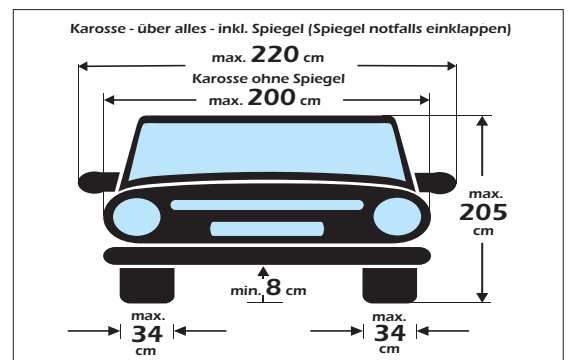 Karosse - über alles - inkl. Spiegel (Spiegel notfalls einklappen)
max. 220 cm
Karosse ohne Spiegel
max. 200 cm
max.
205
cm
min. 8 cm
max.
34
cm
max.
34
cm